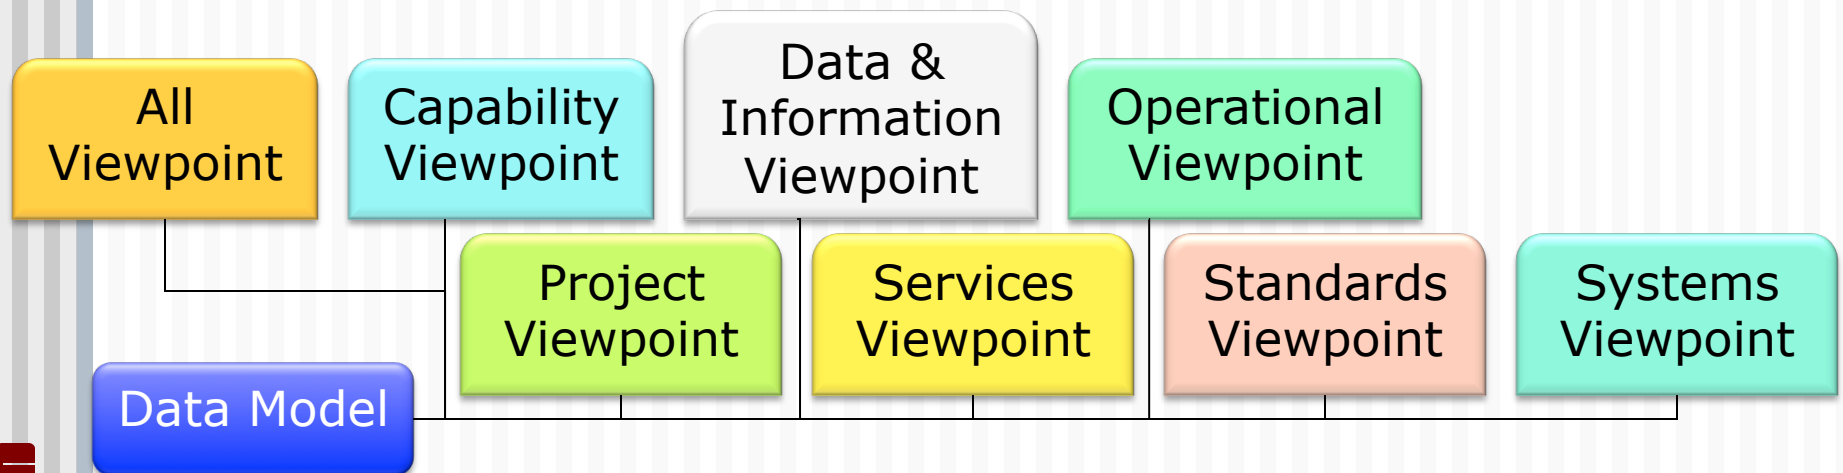 All
Viewpoint
Capability
Viewpoint
Data &
Information
Viewpoint
Operational
Viewpoint
Project
Viewpoint
Services
Viewpoint
Standards
Viewpoint
Systems
Viewpoint
Data Model